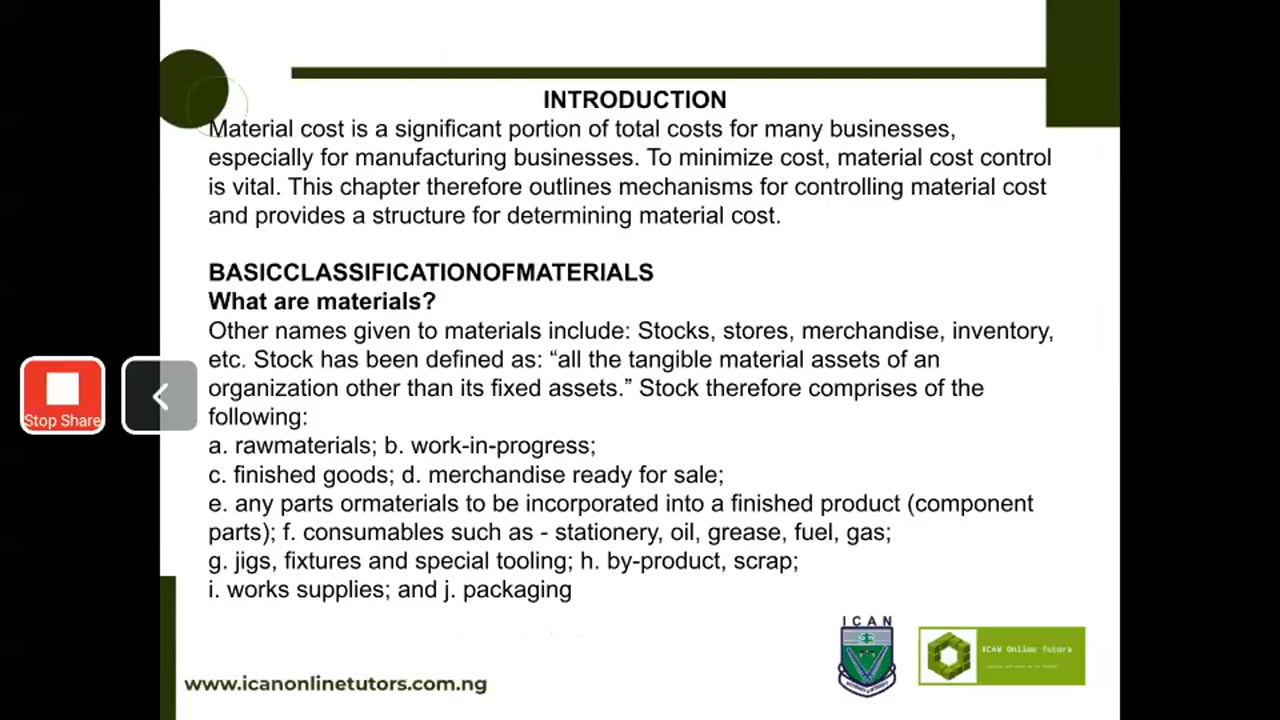 INTRODUCTION
Material cost is a significant portion of total costs for many businesses,
especially for manufacturing businesses. To minimize cost, material cost control
is vital. This chapter therefore outlines mechanisms for controlling material cost
and provides a structure for determining material cost.
BASICCLASSIFICATIONOFMATERIALS
What are materials?
Other names given to materials include: Stocks, stores, merchandise, inventory,
etc. Stock has been defined as: “all the tangible material assets of an
organization other than its fixed assets.” Stock therefore comprises of the
following:
a. rawmaterials; b. work-in-progress;
c. finished goods; d. merchandise ready for sale;
e. any parts ormaterials to be incorporated into a finished product (component
parts); f. consumables such as - stationery, oil, grease, fuel, gas;
g. jigs, fixtures and special tooling; h. by-product, scrap;
i. works supplies; and j. packaging
Stop Share
ICAN
ICAN Online Tutors
www.icanonlinetutors.com.ng